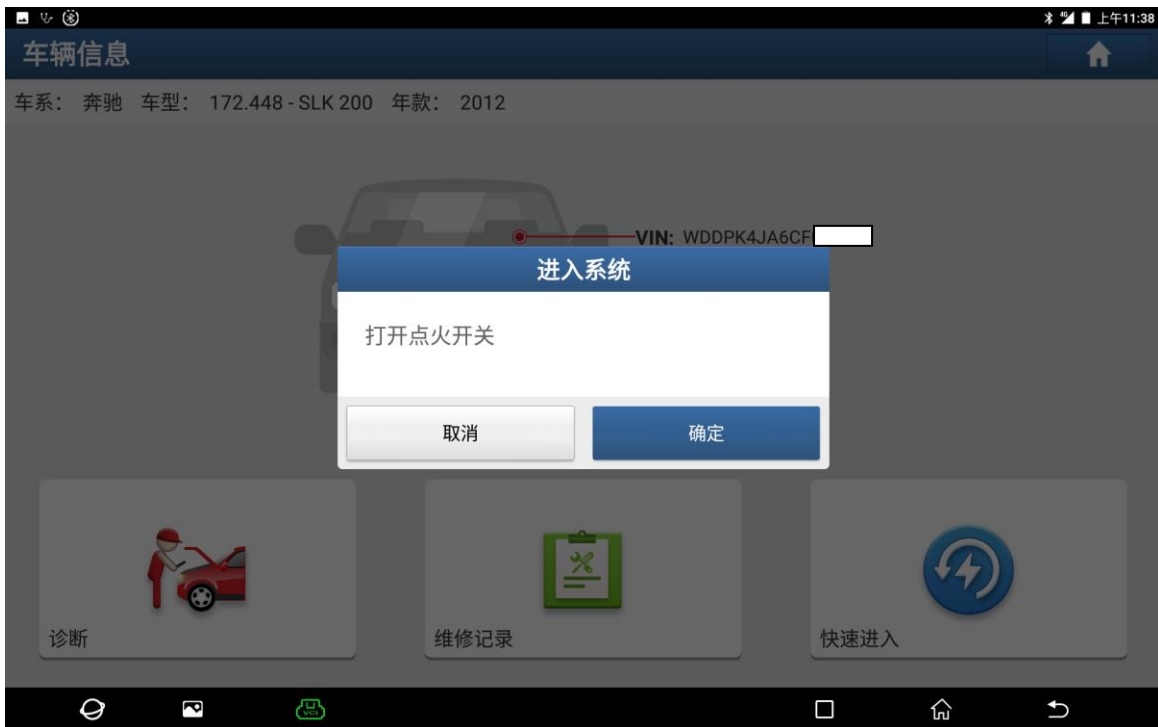 4G 上午11:38
车辆信息
车系： 奔驰 车型： 172.448 - SLK 200 年款： 2012
VIN: WDDPK4JA6CF
进入系统
打开点火开关
取消 确定
诊断 维修记录 快速进入
VCI